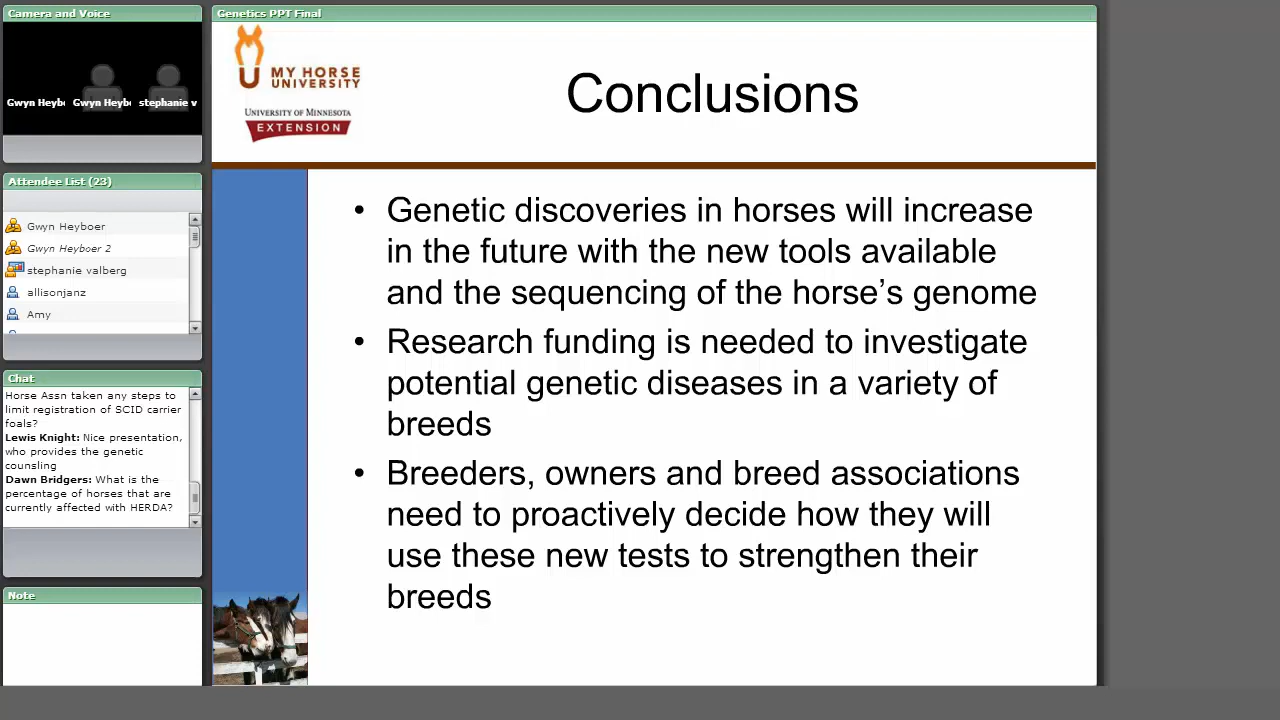 Camera and Voice
Gwyn Heyb
Gwyn Heyb
stephanie v
Attendee List (23)
Gwyn Heyboer
Gwyn Heyboer 2
stephanie valberg
allisonjanz
Amy
Chat
Horse Assn taken any steps to
limit registration of SCID carrier
foals?
Lewis Knight: Nice presentation,
who provides the genetic
counsling
Dawn Bridgers: What is the
percentage of horses that are
currently affected with HERDA?
Note
Genetics PPT Final
MY HORSE
UNIVERSITY
UNIVERSITY OF MINNESOTA
EXTENSION
Conclusions
• Genetic discoveries in horses will increase
in the future with the new tools available
and the sequencing of the horse’s genome
• Research funding is needed to investigate
potential genetic diseases in a variety of
breeds
• Breeders, owners and breed associations
need to proactively decide how they will
use these new tests to strengthen their
breeds